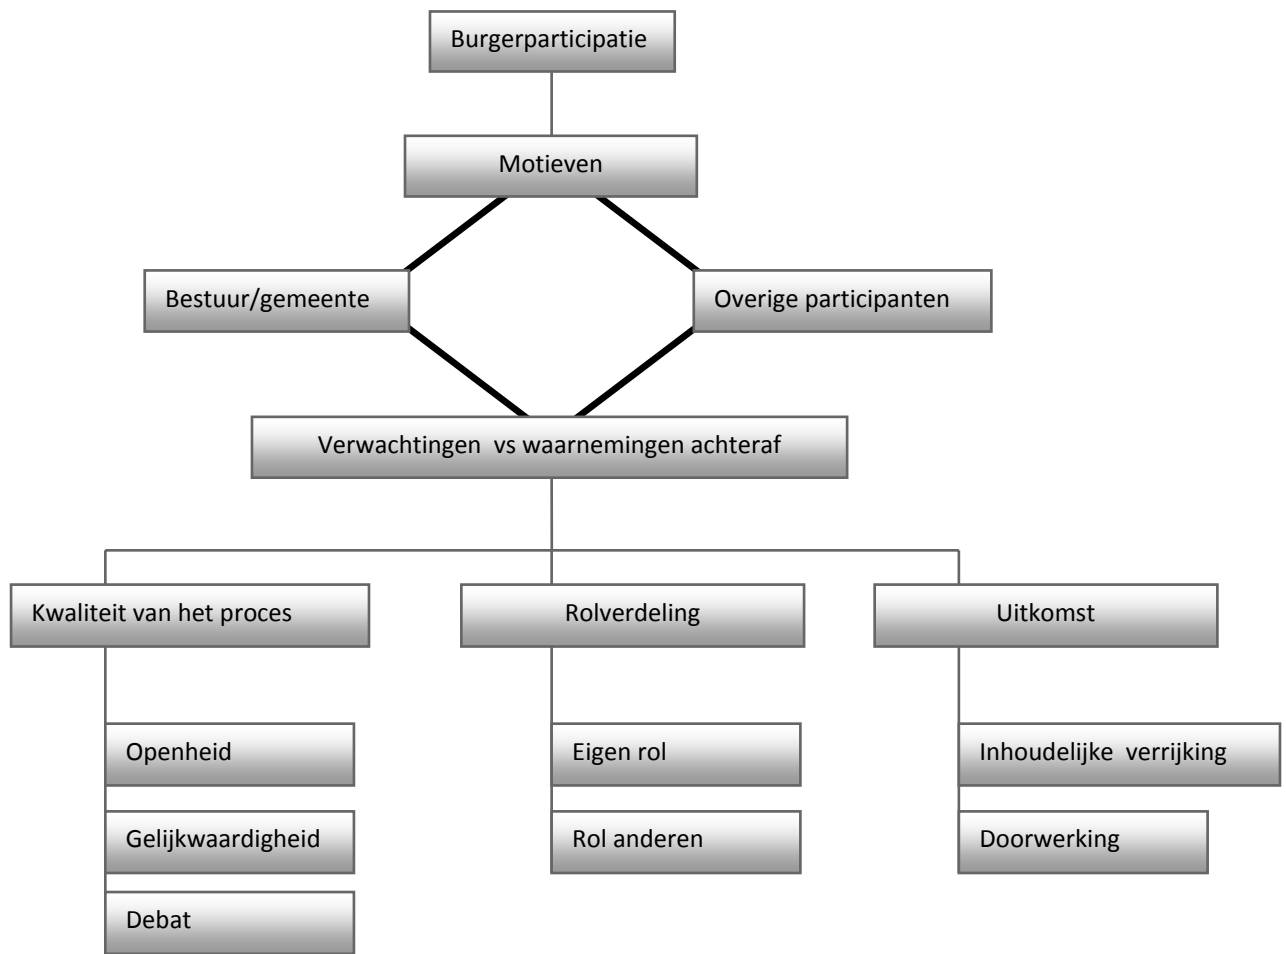 Burgerparticipatie
Motieven
Bestuur/gemeente
Overige participanten
Verwachtingen vs waarnemingen achteraf
Kwaliteit van het proces
Rolverdeling
Uitkomst
Openheid
Eigen rol
Inhoudelijke verrijking
Gelijkwaardigheid
Rol anderen
Doorwerking
Debat